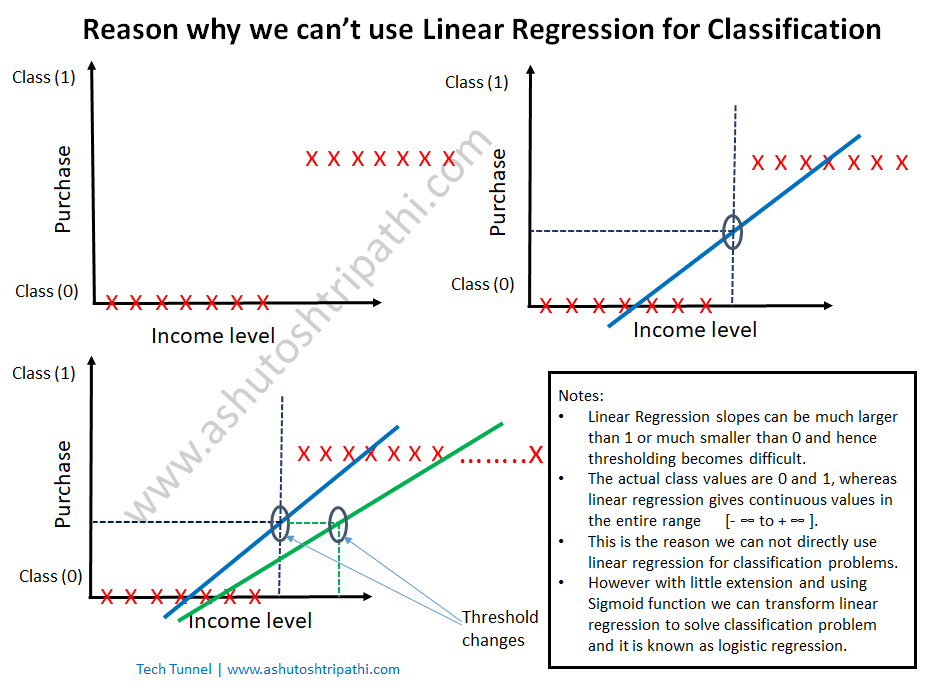 Reason why we can't use Linear Regression for Classification
Class (1)
Purchase
X X X X X X X
Class (0)
X X X X X X X
Income level
Class (1)
Purchase
X X X X X X X
Class (0)
X X X X X X X
Income level
Class (1)
Purchase
X X X X X X X ........X
Class (0)
X X X X X X X
Income level
Threshold
changes
Notes:
• Linear Regression slopes can be much larger
than 1 or much smaller than 0 and hence
thresholding becomes difficult.
• The actual class values are 0 and 1, whereas
linear regression gives continuous values in
the entire range [- ∞ to + ∞ ].
• This is the reason we can not directly use
linear regression for classification problems.
• However with little extension and using
Sigmoid function we can transform linear
regression to solve classification problem
and it is known as logistic regression.
www.ashutoshtripathi.com
Tech Tunnel | www.ashutoshtripathi.com